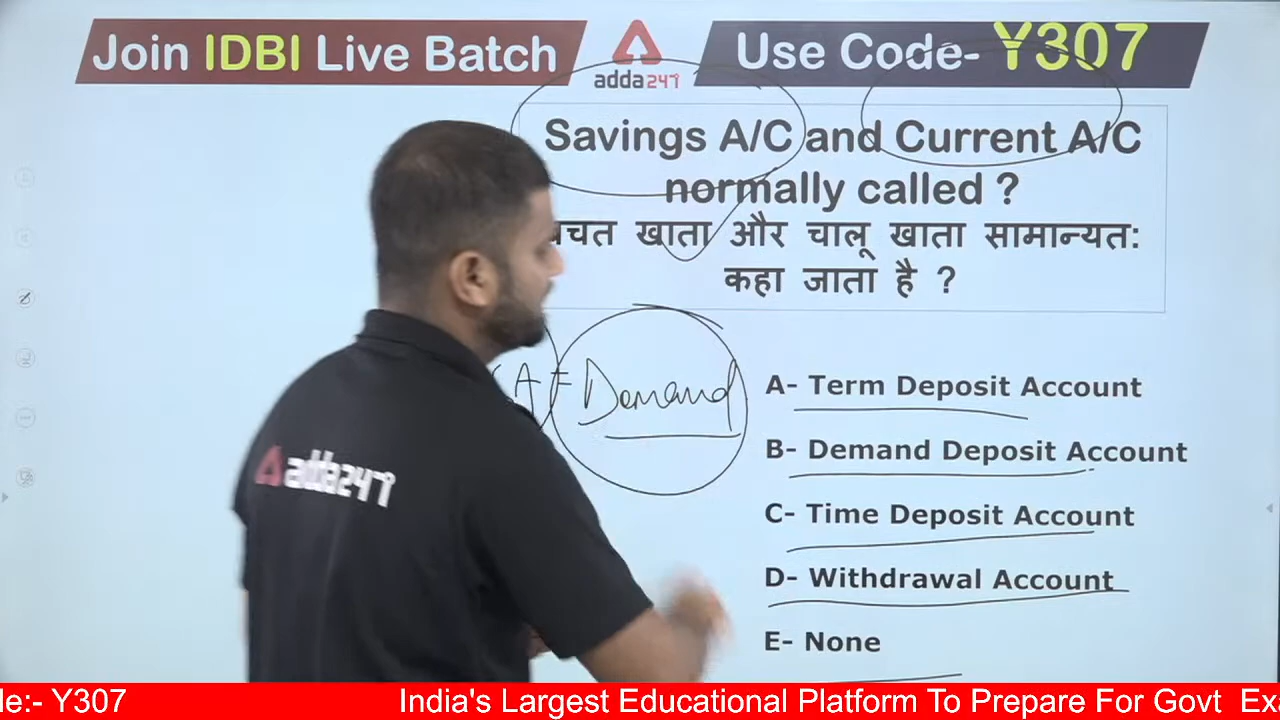 Join IDBI Live Batch
adda247
Use Code- Y307
Savings A/C and Current A/C
normally called ?
खाता और चालू खाता सामान्यत:
कहा जाता है ?
A = Demand
A- Term Deposit Account
B- Demand Deposit Account
C- Time Deposit Account
D- Withdrawal Account
E- None
adda247
Y307
India's Largest Educational Platform To Prepare For Govt